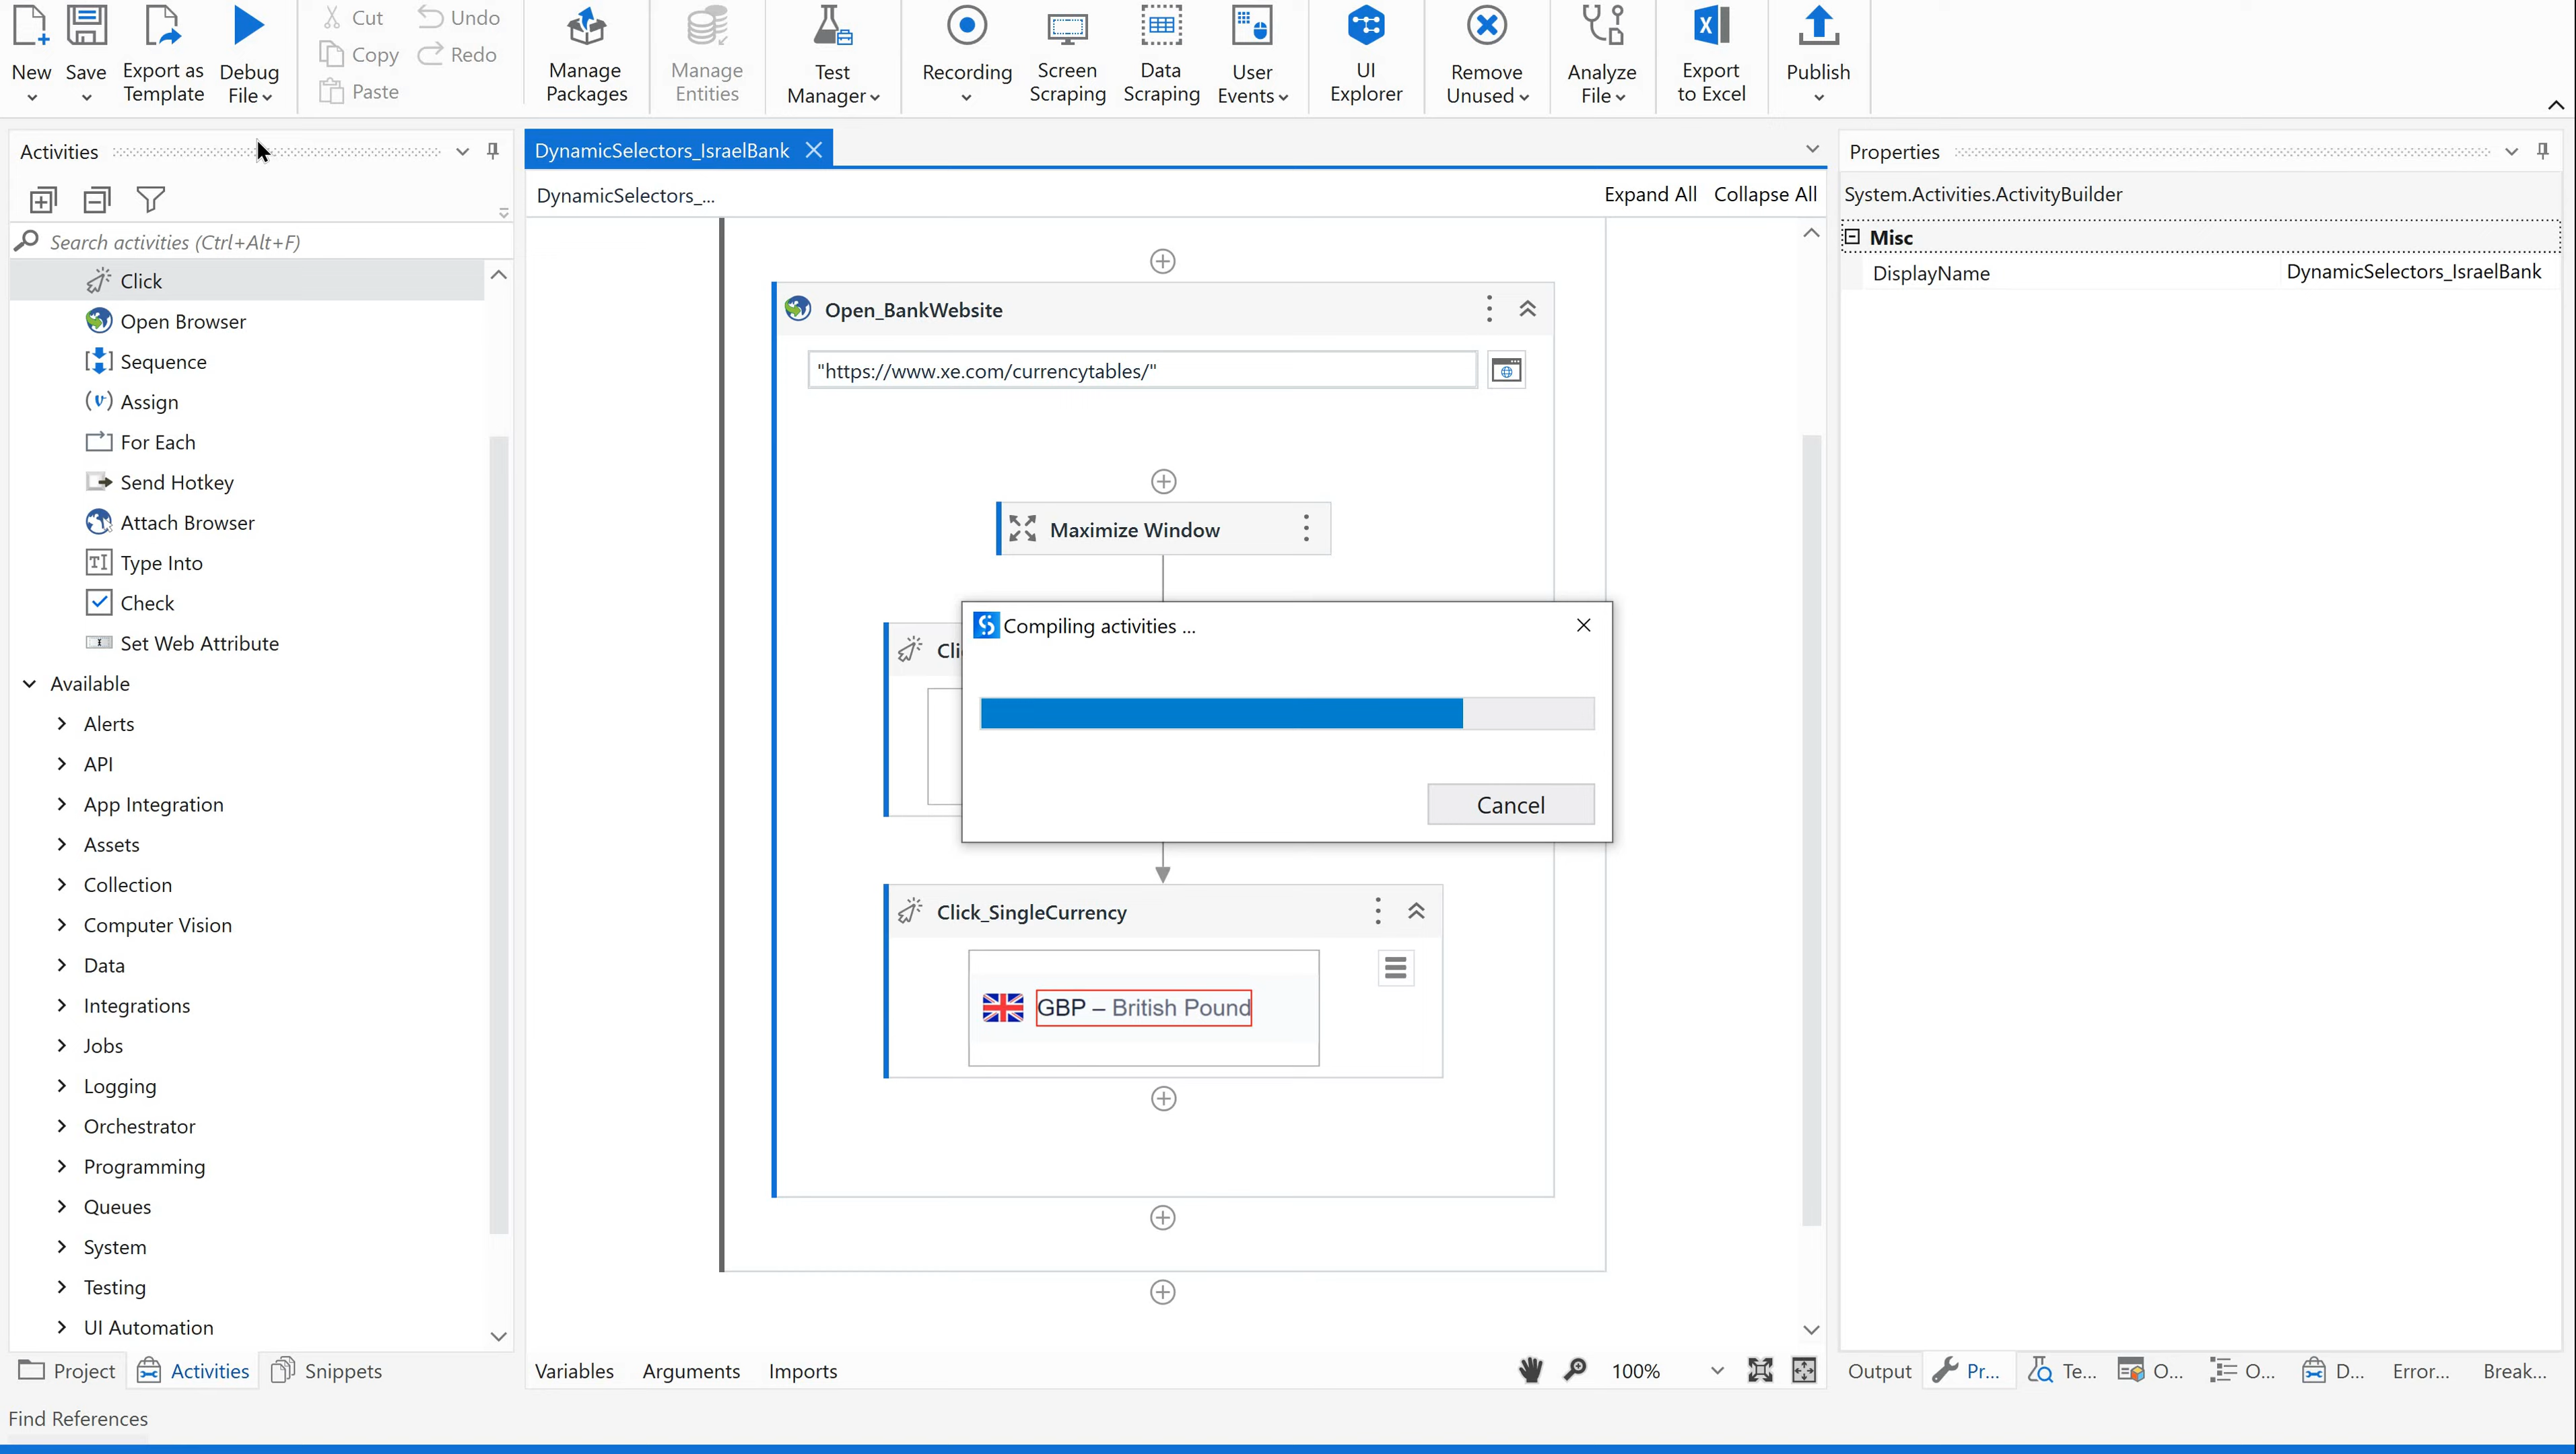 New
Save
Export as
Template
Debug
File
Cut
Copy
Paste
Undo
Redo
Manage
Packages
Manage
Entities
Test
Manager
Recording
Screen
Scraping
Data
Scraping
User
Events
UI
Explorer
Remove
Unused
Analyze
File
Export
to Excel
Publish
Activities
Search activities (Ctrl+Alt+F)
Click
Open Browser
Sequence
Assign
For Each
Send Hotkey
Attach Browser
Type Into
Check
Set Web Attribute
Available
Alerts
API
App Integration
Assets
Collection
Computer Vision
Data
Integrations
Jobs
Logging
Orchestrator
Programming
Queues
System
Testing
UI Automation
Project
Activities
Snippets
Find References
DynamicSelectors_IsraelBank
DynamicSelectors_...
Expand All
Collapse All
Open_BankWebsite
"https://www.xe.com/currencytables/"
Maximize Window
Cli
Compiling activities ...
Cancel
Click_SingleCurrency
GBP – British Pound
Variables
Arguments
Imports
100%
Properties
System.Activities.ActivityBuilder
Misc
DisplayName
DynamicSelectors_IsraelBank
Output
Pr...
Te...
O...
O...
D...
Error...
Break...